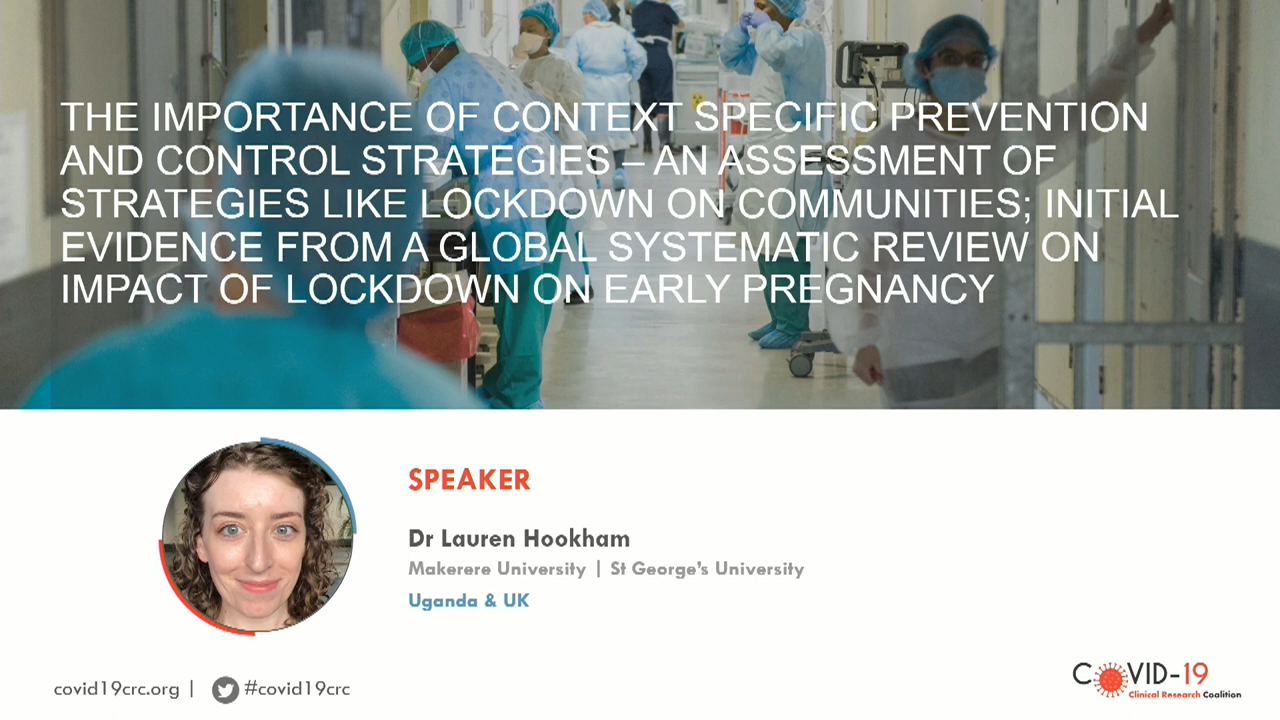 THE IMPORTANCE OF CONTEXT SPECIFIC PREVENTION
AND CONTROL STRATEGIES – AN ASSESSMENT OF
STRATEGIES LIKE LOCKDOWN ON COMMUNITIES; INITIAL
EVIDENCE FROM A GLOBAL SYSTEMATIC REVIEW ON
IMPACT OF LOCKDOWN ON EARLY PREGNANCY
SPEAKER
Dr Lauren Hookham
Makerere University | St George's University
Uganda & UK
covid19crc.org | #covid19crc
COVID-19
Clinical Research Coalition